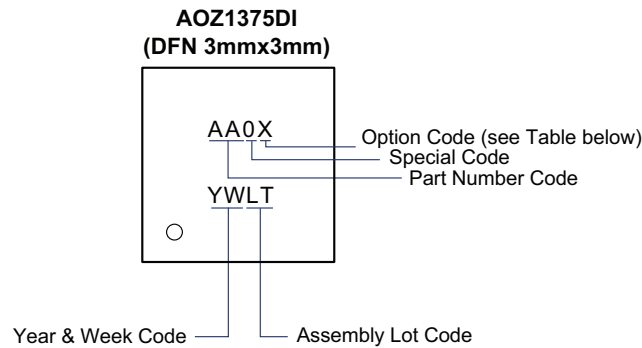 AOZ1375DI
(DFN 3mmx3mm)
AA0X
Option Code (see Table below)
Special Code
Part Number Code
YWLT
Year & Week Code
Assembly Lot Code